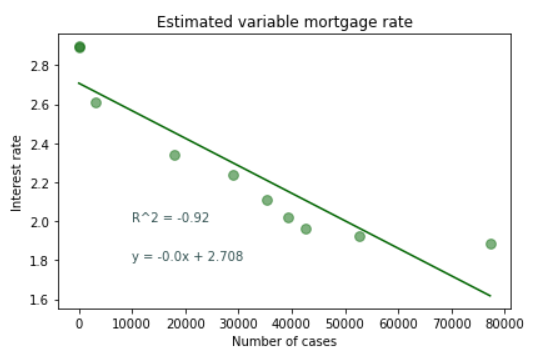 Estimated variable mortgage rate
2.8
2.6
2.4
2.2
2.0
1.8
1.6
Interest rate
R^2 = -0.92
y = -0.0x + 2.708
0 10000 20000 30000 40000 50000 60000 70000 80000
Number of cases